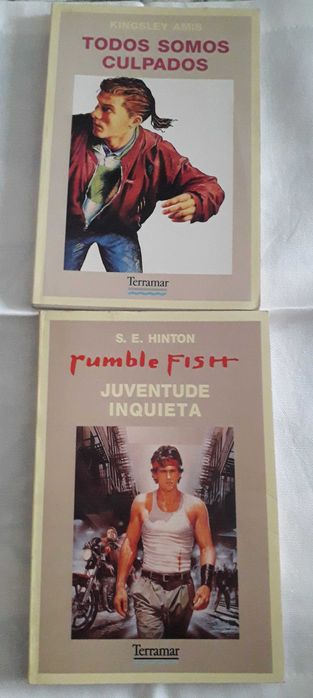 KINGSLEY AMIS
TODOS SOMOS
CULPADOS
Terramar
S. E. HINTON
rumble FISH
JUVENTUDE
INQUIETA
Terramar